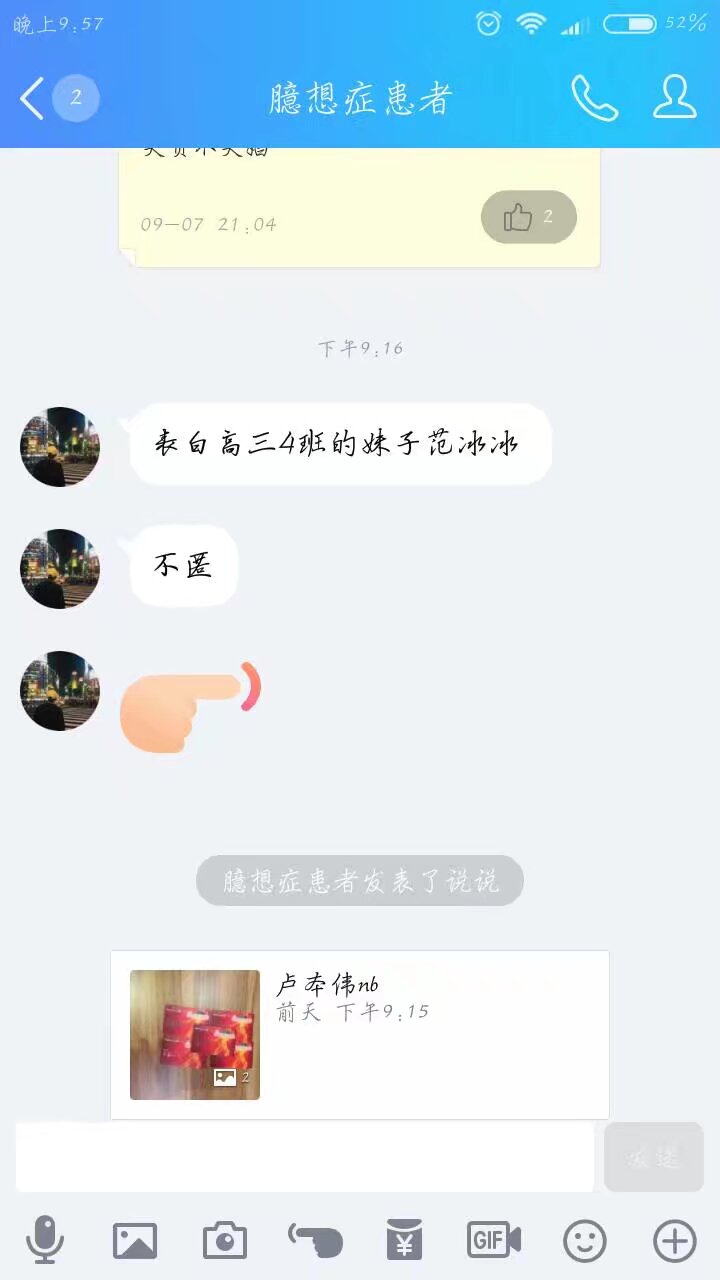 晚上9:57
52%
2
臆想症患者
09-07 21:04
2
下午9:16
表白高三4班的妹子范冰冰
不匿
臆想症患者发表了说说
卢本伟nb
前天 下午9:15
2
发送
GIF